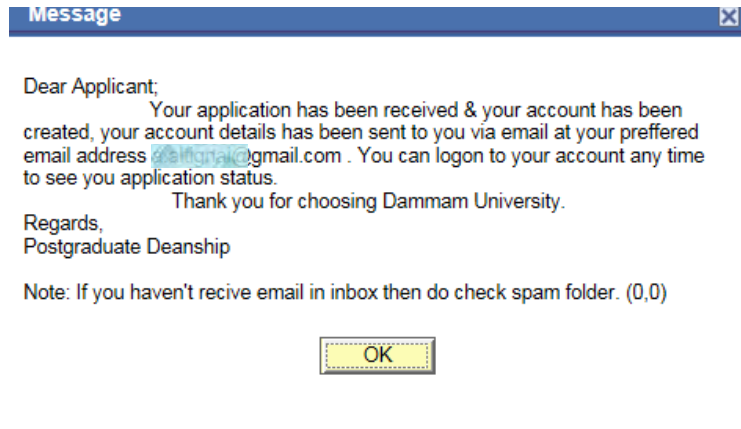 Message
Dear Applicant;
Your application has been received & your account has been
created, your account details has been sent to you via email at your preffered
email address @gmail.com . You can logon to your account any time
to see you application status.
Thank you for choosing Dammam University.
Regards,
Postgraduate Deanship
Note: If you haven't recive email in inbox then do check spam folder. (0,0)
OK